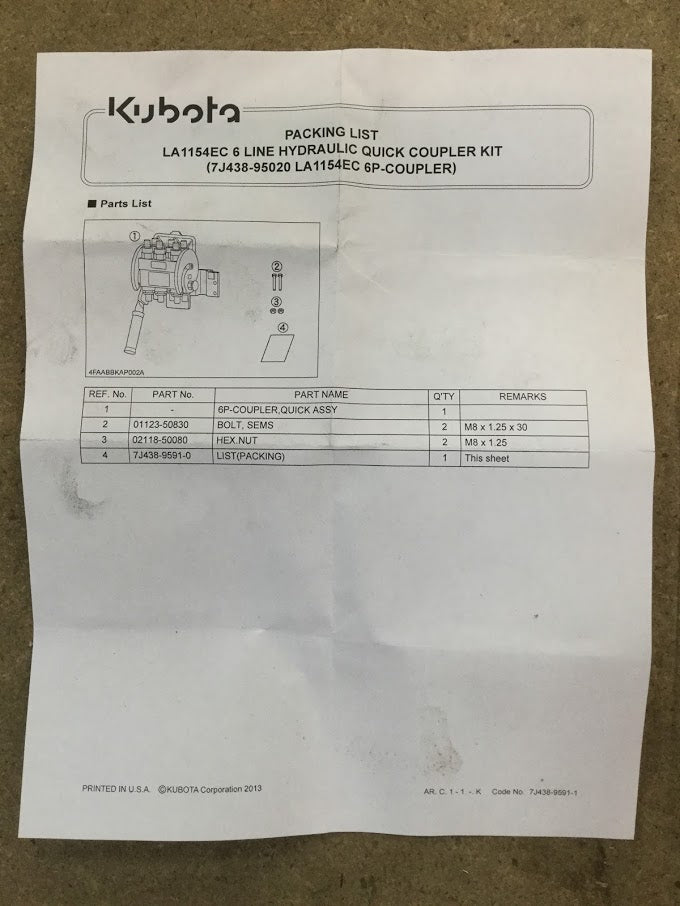 Kubota
PACKING LIST
LA1154EC 6 LINE HYDRAULIC QUICK COUPLER KIT
(7J438-95020 LA1154EC 6P-COUPLER)
■ Parts List
①
②
③
④
4FAABBKAP002A
REF. No. PART No. PART NAME Q'TY REMARKS
1 - 6P-COUPLER,QUICK ASSY 1
2 01123-50830 BOLT, SEMS 2 M8 x 1.25 x 30
3 02118-50080 HEX.NUT 2 M8 x 1.25
4 7J438-9591-0 LIST(PACKING) 1 This sheet
PRINTED IN U.S.A. ©KUBOTA Corporation 2013 AR. C. 1 - 1. -. K Code No. 7J438-9591-1